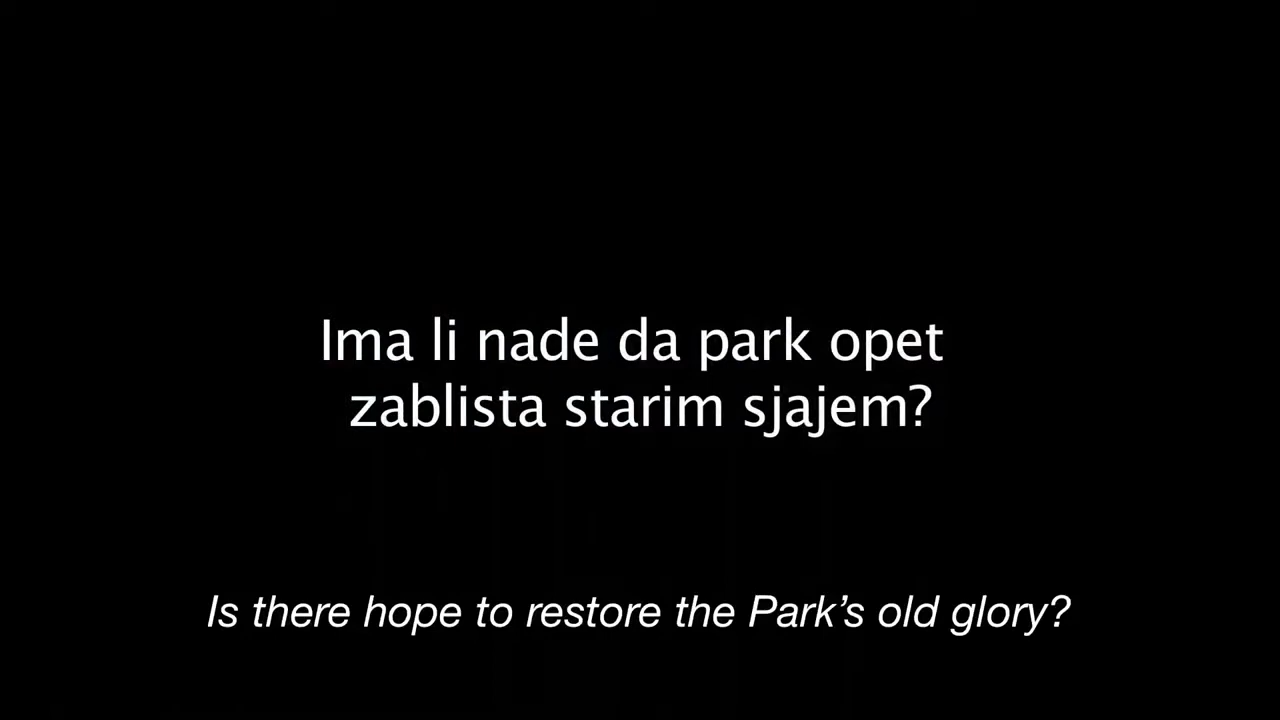 Ima li nade da park opet
zablista starim sjajem?
Is there hope to restore the Park’s old glory?